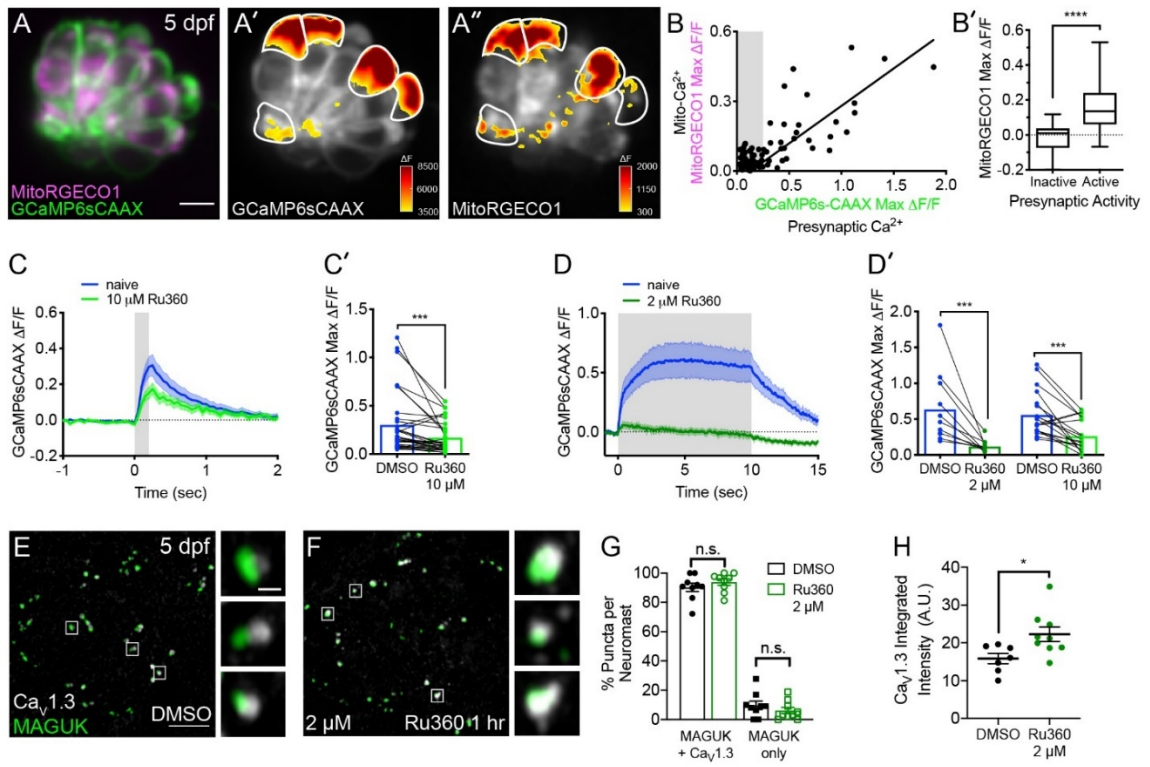 A
5 dpf
MitoRGECO1
GCaMP6sCAAX
A′
GCaMP6sCAAX
ΔF
8500
6000
3500
A″
MitoRGECO1
ΔF
2000
1150
300
B
Mito-Ca²⁺
MitoRGECO1 Max ΔF/F
0.6
0.3
0.0
0.0 0.5 1.0 1.5 2.0
GCaMP6s-CAAX Max ΔF/F
Presynaptic Ca²⁺
B′
MitoRGECO1 Max ΔF/F
****
0.6
0.4
0.2
0.0
-0.2
Inactive Active
Presynaptic Activity
C
naive
10 µM Ru360
GCaMP6sCAAX ΔF/F
0.6
0.4
0.2
0.0
-0.2
-1 0 1 2
Time (sec)
C′
GCaMP6sCAAX Max ΔF/F
1.5
1.0
0.5
0.0
***
DMSO Ru360
10 µM
D
naive
2 µM Ru360
GCaMP6sCAAX ΔF/F
1.0
0.5
0.0
0 5 10 15
Time (sec)
D′
GCaMP6sCAAX Max ΔF/F
2.0
1.5
1.0
0.5
0.0
***
***
DMSO Ru360 DMSO Ru360
2 µM 10 µM
E
5 dpf
CaV1.3
MAGUK
DMSO
F
2 µM
Ru360 1 hr
G
% Puncta per
Neuromast
100
80
60
40
20
0
n.s.
n.s.
DMSO
Ru360
2 µM
MAGUK
+ CaV1.3
MAGUK
only
H
CaV1.3 Integrated
Intensity (A.U.)
40
30
20
10
0
*
DMSO Ru360
2 µM